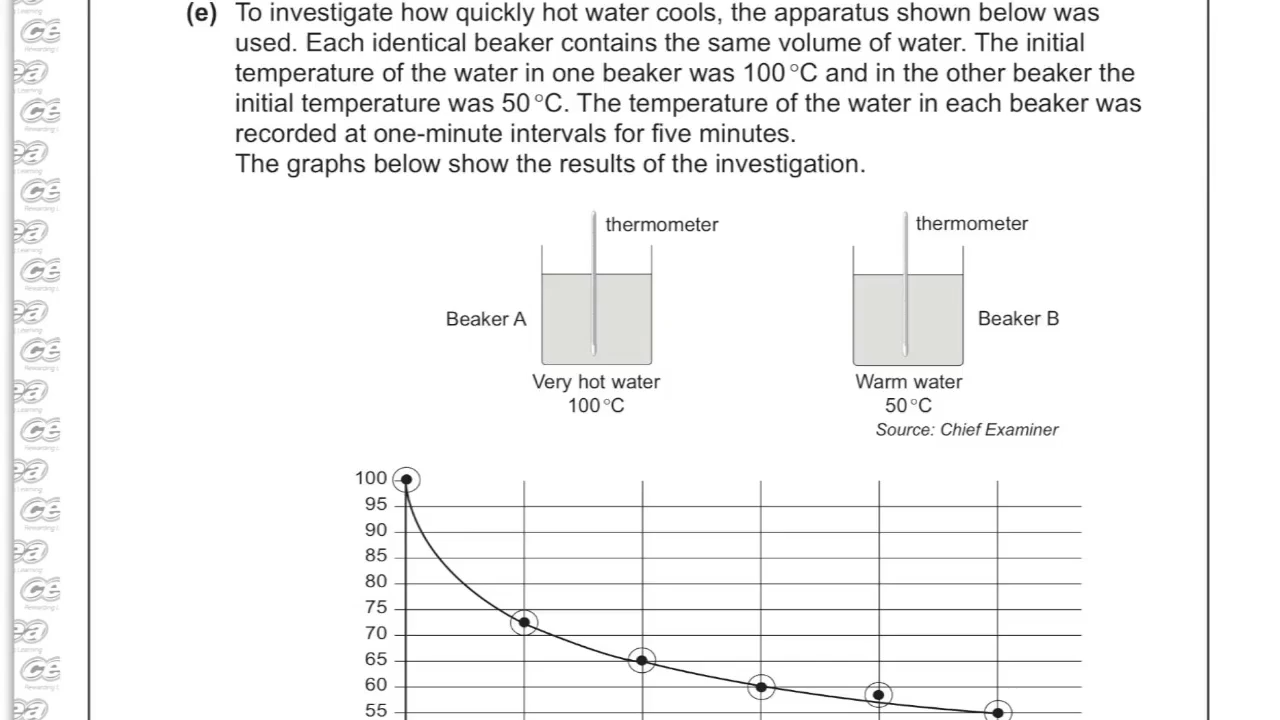 (e) To investigate how quickly hot water cools, the apparatus shown below was
used. Each identical beaker contains the same volume of water. The initial
temperature of the water in one beaker was 100 °C and in the other beaker the
initial temperature was 50 °C. The temperature of the water in each beaker was
recorded at one-minute intervals for five minutes.
The graphs below show the results of the investigation.
thermometer
thermometer
Beaker A
Beaker B
Very hot water
100 °C
Warm water
50 °C
Source: Chief Examiner
100
95
90
85
80
75
70
65
60
55